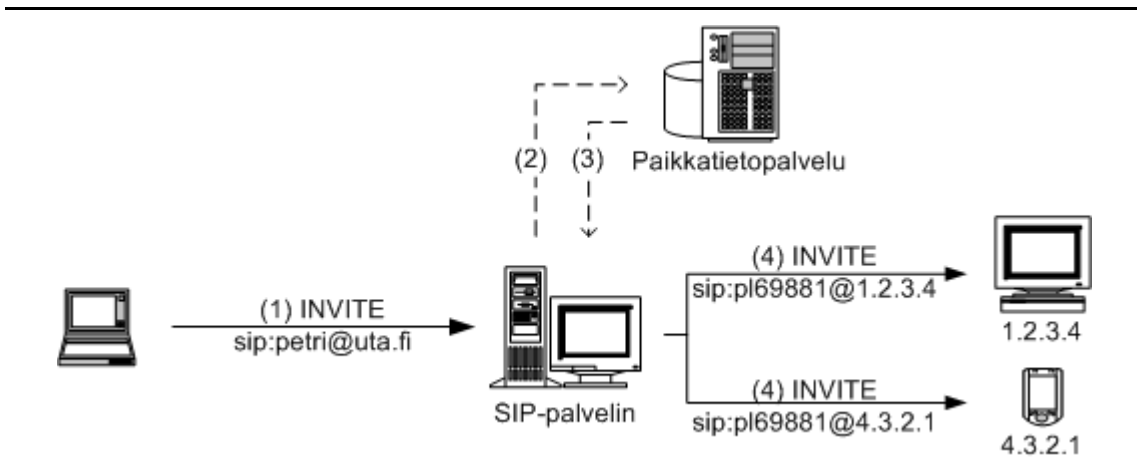 (2)
(3)
Paikkatietopalvelu
(1) INVITE
sip:petri@uta.fi
SIP-palvelin
(4) INVITE
sip:pl69881@1.2.3.4
1.2.3.4
(4) INVITE
sip:pl69881@4.3.2.1
4.3.2.1